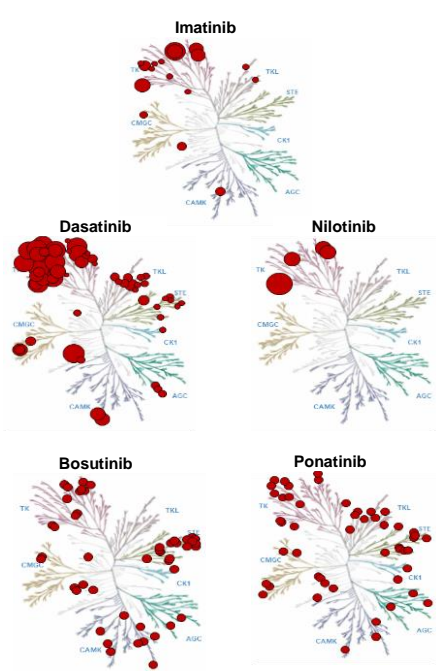 Imatinib
TK
TKL
STE
CMGC
CK1
AGC
CAMK
Dasatinib
TKL
STE
CMGC
CK1
AGC
CAMK
Nilotinib
TK
TKL
STE
CMGC
CK1
AGC
CAMK
Bosutinib
TK
TKL
STE
CMGC
CK1
AGC
CAMK
Ponatinib
TK
TKL
STE
CMGC
CK1
AGC
CAMK